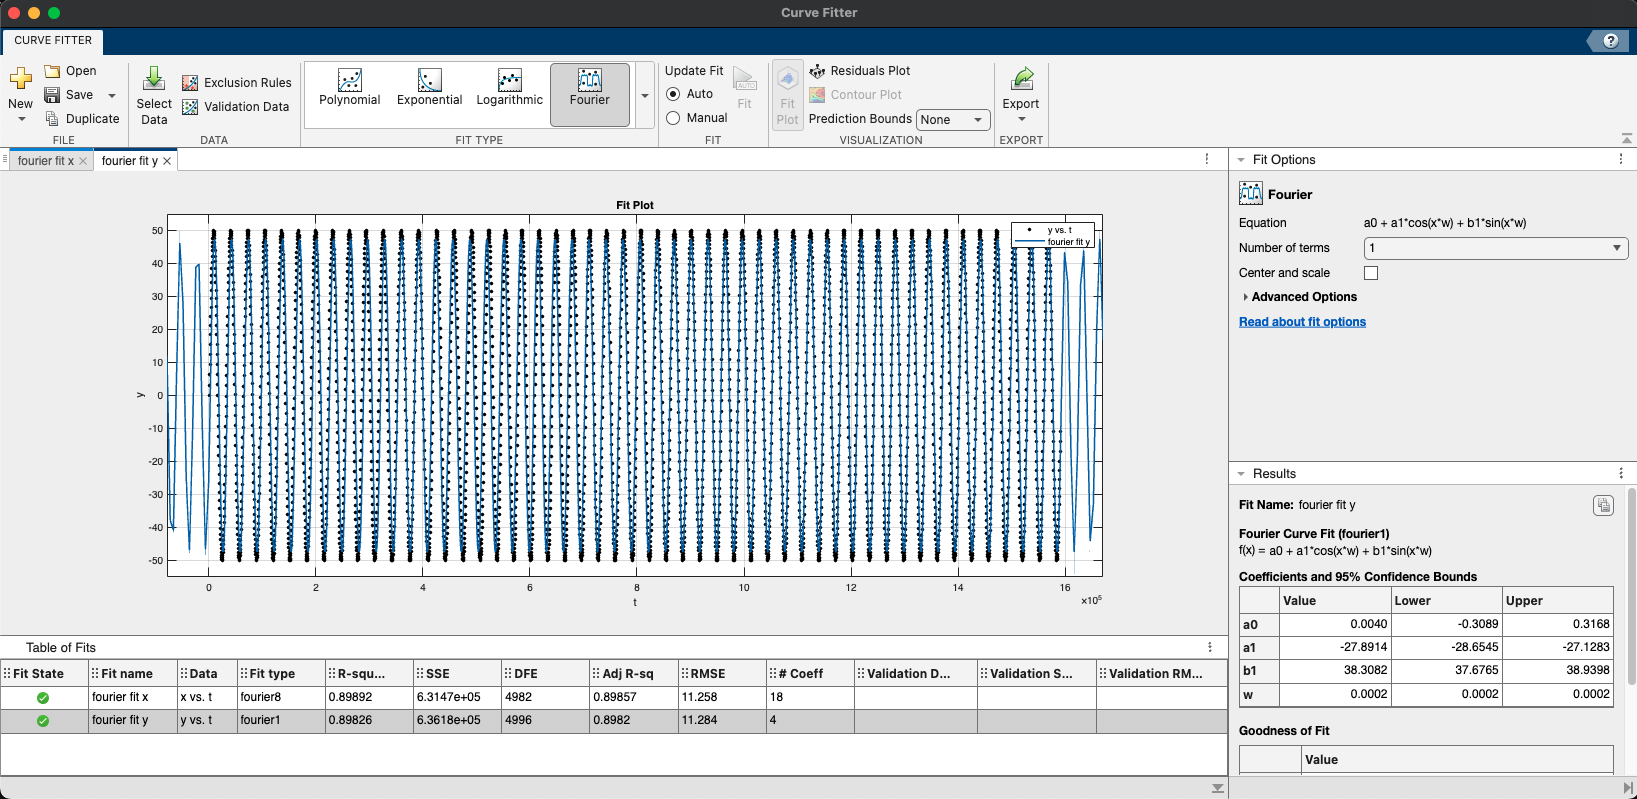 Curve Fitter
CURVE FITTER
?
New
Open
Save
Duplicate
FILE
Select Data
Exclusion Rules
Validation Data
DATA
Polynomial
Exponential
Logarithmic
Fourier
FIT TYPE
Update Fit
Auto
Manual
AUTO
Fit
FIT
Fit Plot
Residuals Plot
Contour Plot
Prediction Bounds None
VISUALIZATION
Export
EXPORT
fourier fit x
fourier fit y
Fit Plot
y vs. t
fourier fit y
50
40
30
20
10
0
-10
-20
-30
-40
-50
y
0 2 4 6 8 10 12 14 16
×10⁵
t
Table of Fits
Fit State Fit name Data Fit type R-squ... SSE DFE Adj R-sq RMSE # Coeff Validation D... Validation S... Validation RM...
fourier fit x x vs. t fourier8 0.89892 6.3147e+05 4982 0.89857 11.258 18
fourier fit y y vs. t fourier1 0.89826 6.3618e+05 4996 0.8982 11.284 4
Fit Options
Fourier
Equation a0 + a1*cos(x*w) + b1*sin(x*w)
Number of terms 1
Center and scale
Advanced Options
Read about fit options
Results
Fit Name: fourier fit y
Fourier Curve Fit (fourier1)
f(x) = a0 + a1*cos(x*w) + b1*sin(x*w)
Coefficients and 95% Confidence Bounds
Value Lower Upper
a0 0.0040 -0.3089 0.3168
a1 -27.8914 -28.6545 -27.1283
b1 38.3082 37.6765 38.9398
w 0.0002 0.0002 0.0002
Goodness of Fit
Value